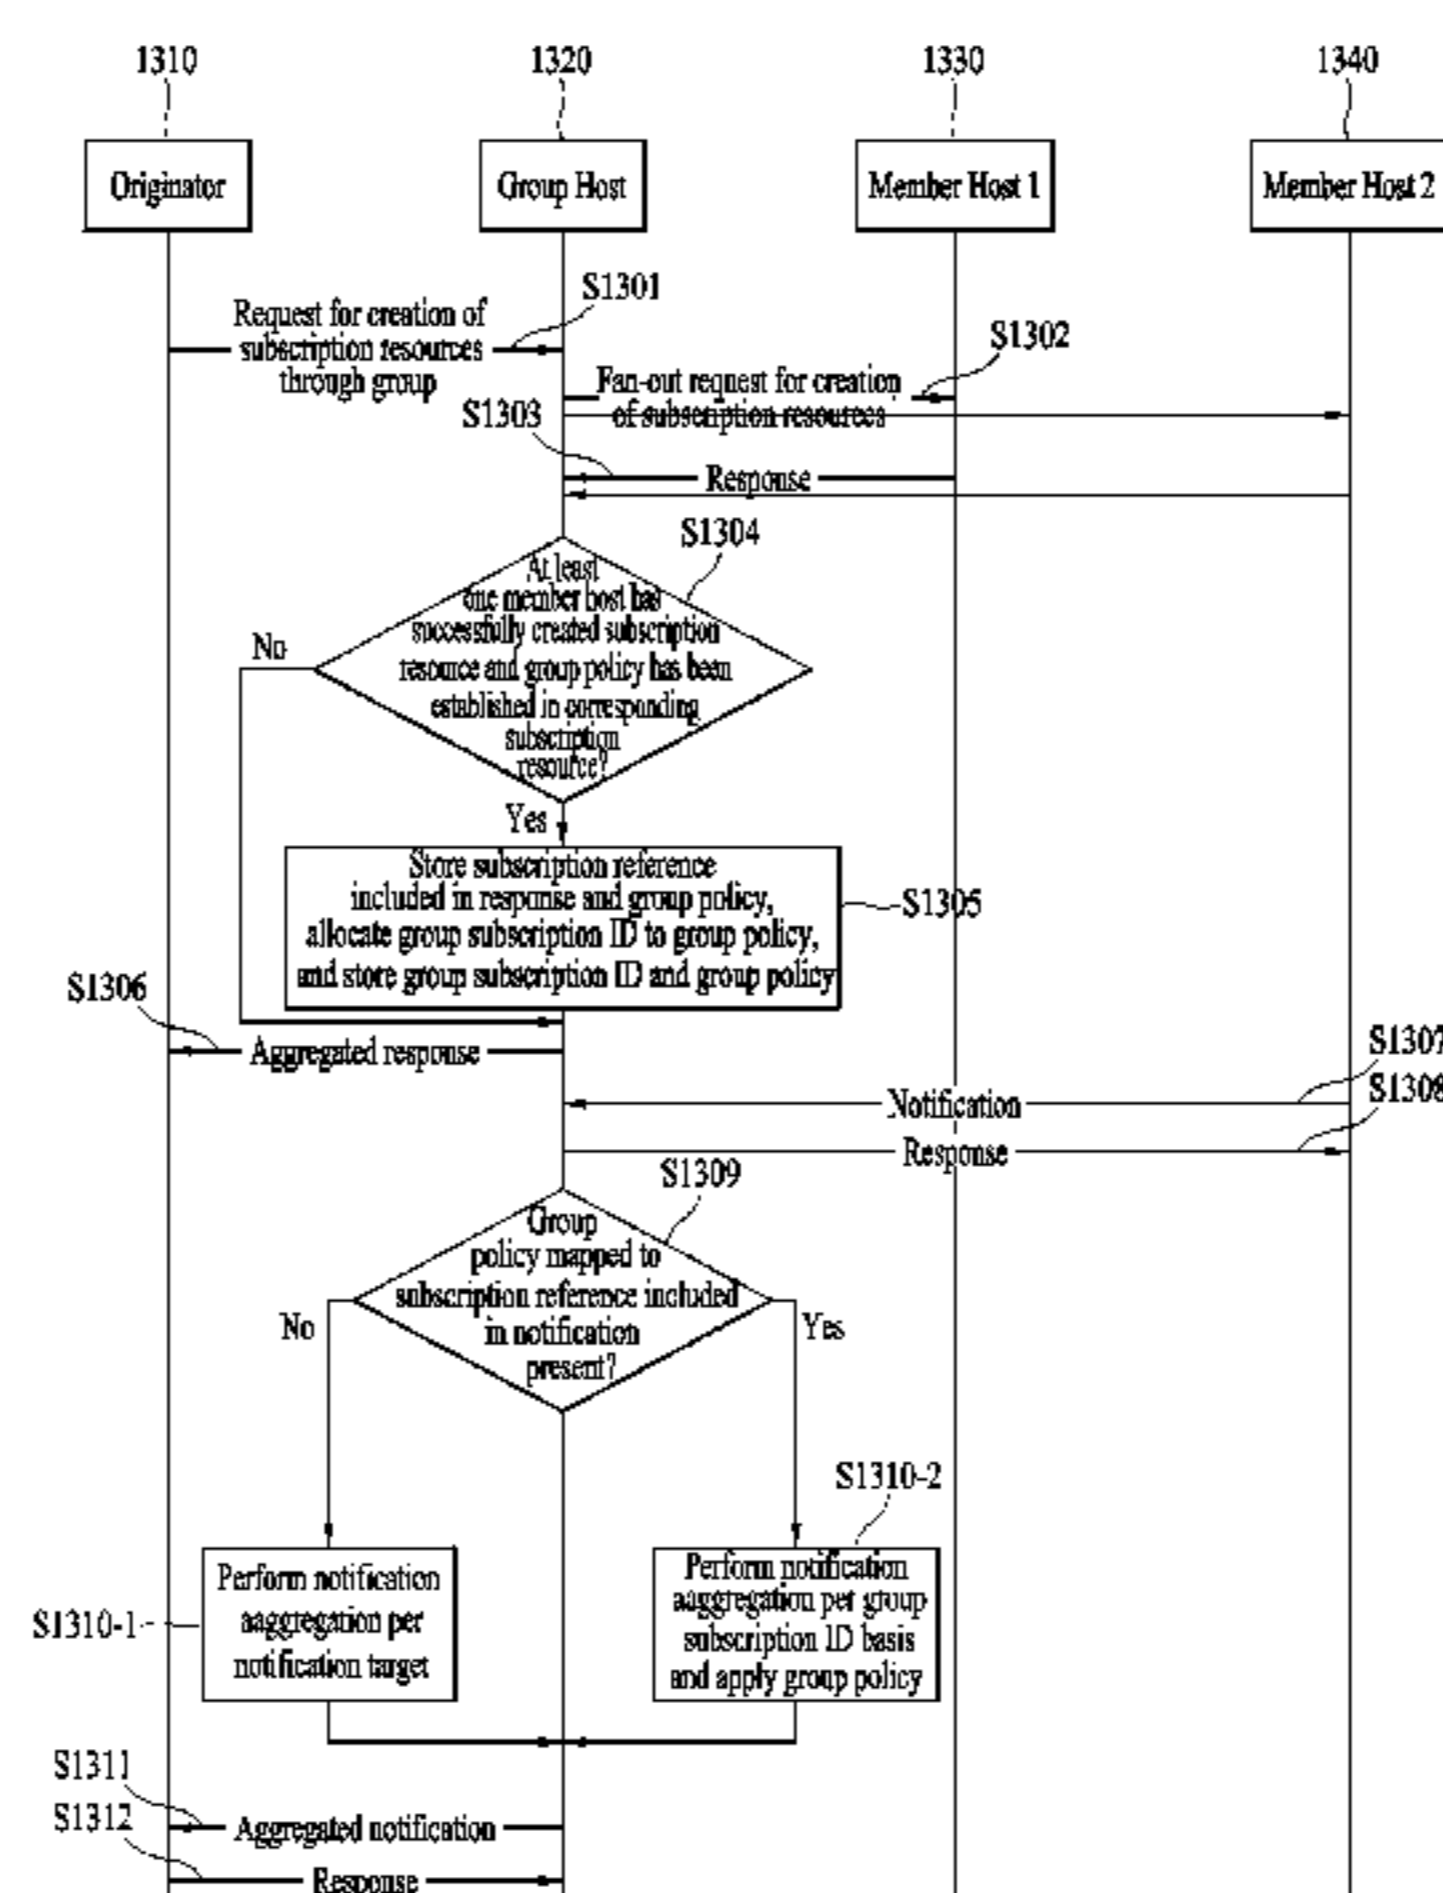 1310
1320
1330
1340
Originator
Group Host
Member Host 1
Member Host 2
S1301
Request for creation of
subscription resources
through group
S1302
Fan-out request for creation
of subscription resources
S1303
Response
S1304
At least
one member host has
successfully created subscription
resource and group policy has been
established in corresponding
subscription
resource?
No
Yes
Store subscription reference
included in response and group policy,
allocate group subscription ID to group policy,
and store group subscription ID and group policy
S1305
S1306
Aggregated response
S1307
Notification
S1308
Response
S1309
Group
policy mapped to
subscription reference included
in notification
present?
No
Yes
S1310-2
Perform notification
aaggregation per
notification target
S1310-1
Perform notification
aaggregation per group
subscription ID basis
and apply group policy
S1311
Aggregated notification
S1312
Response